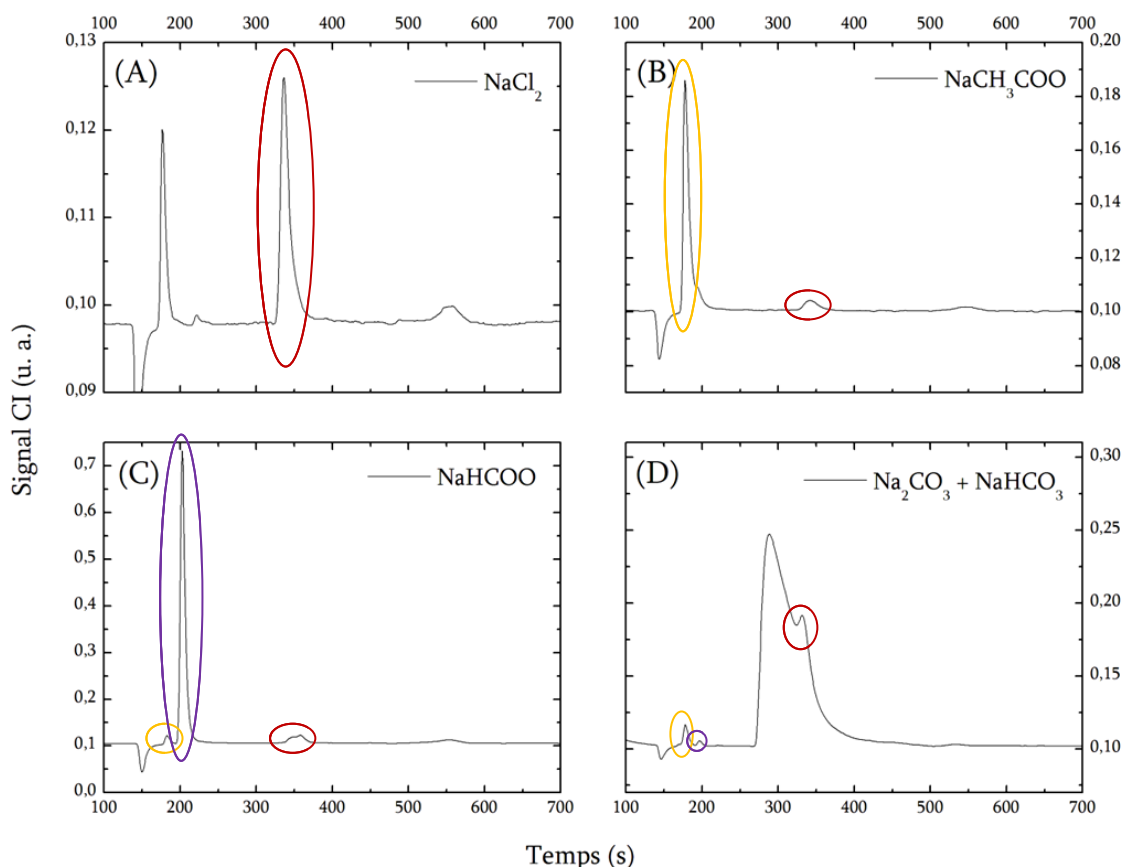 100 200 300 400 500 600 700
100 200 300 400 500 600 700
0,13
0,12
0,11
0,10
0,09
(A)
NaCl₂
(B)
NaCH₃COO
0,20
0,18
0,16
0,14
0,12
0,10
0,08
Signal CI (u. a.)
0,7
0,6
0,5
0,4
0,3
0,2
0,1
0,0
(C)
NaHCOO
(D)
Na₂CO₃ + NaHCO₃
0,30
0,25
0,20
0,15
0,10
100 200 300 400 500 600 700
100 200 300 400 500 600 700
Temps (s)